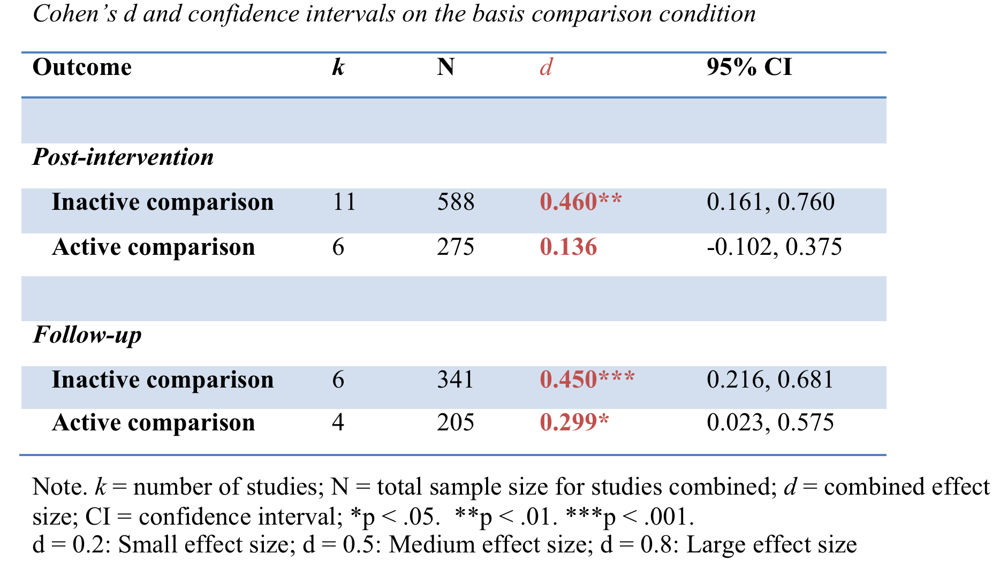 Cohen’s d and confidence intervals on the basis comparison condition
Outcome k N d 95% CI
Post-intervention
Inactive comparison 11 588 0.460** 0.161, 0.760
Active comparison 6 275 0.136 -0.102, 0.375
Follow-up
Inactive comparison 6 341 0.450*** 0.216, 0.681
Active comparison 4 205 0.299* 0.023, 0.575
Note. k = number of studies; N = total sample size for studies combined; d = combined effect
size; CI = confidence interval; *p < .05.  **p < .01. ***p < .001.
d = 0.2: Small effect size; d = 0.5: Medium effect size; d = 0.8: Large effect size